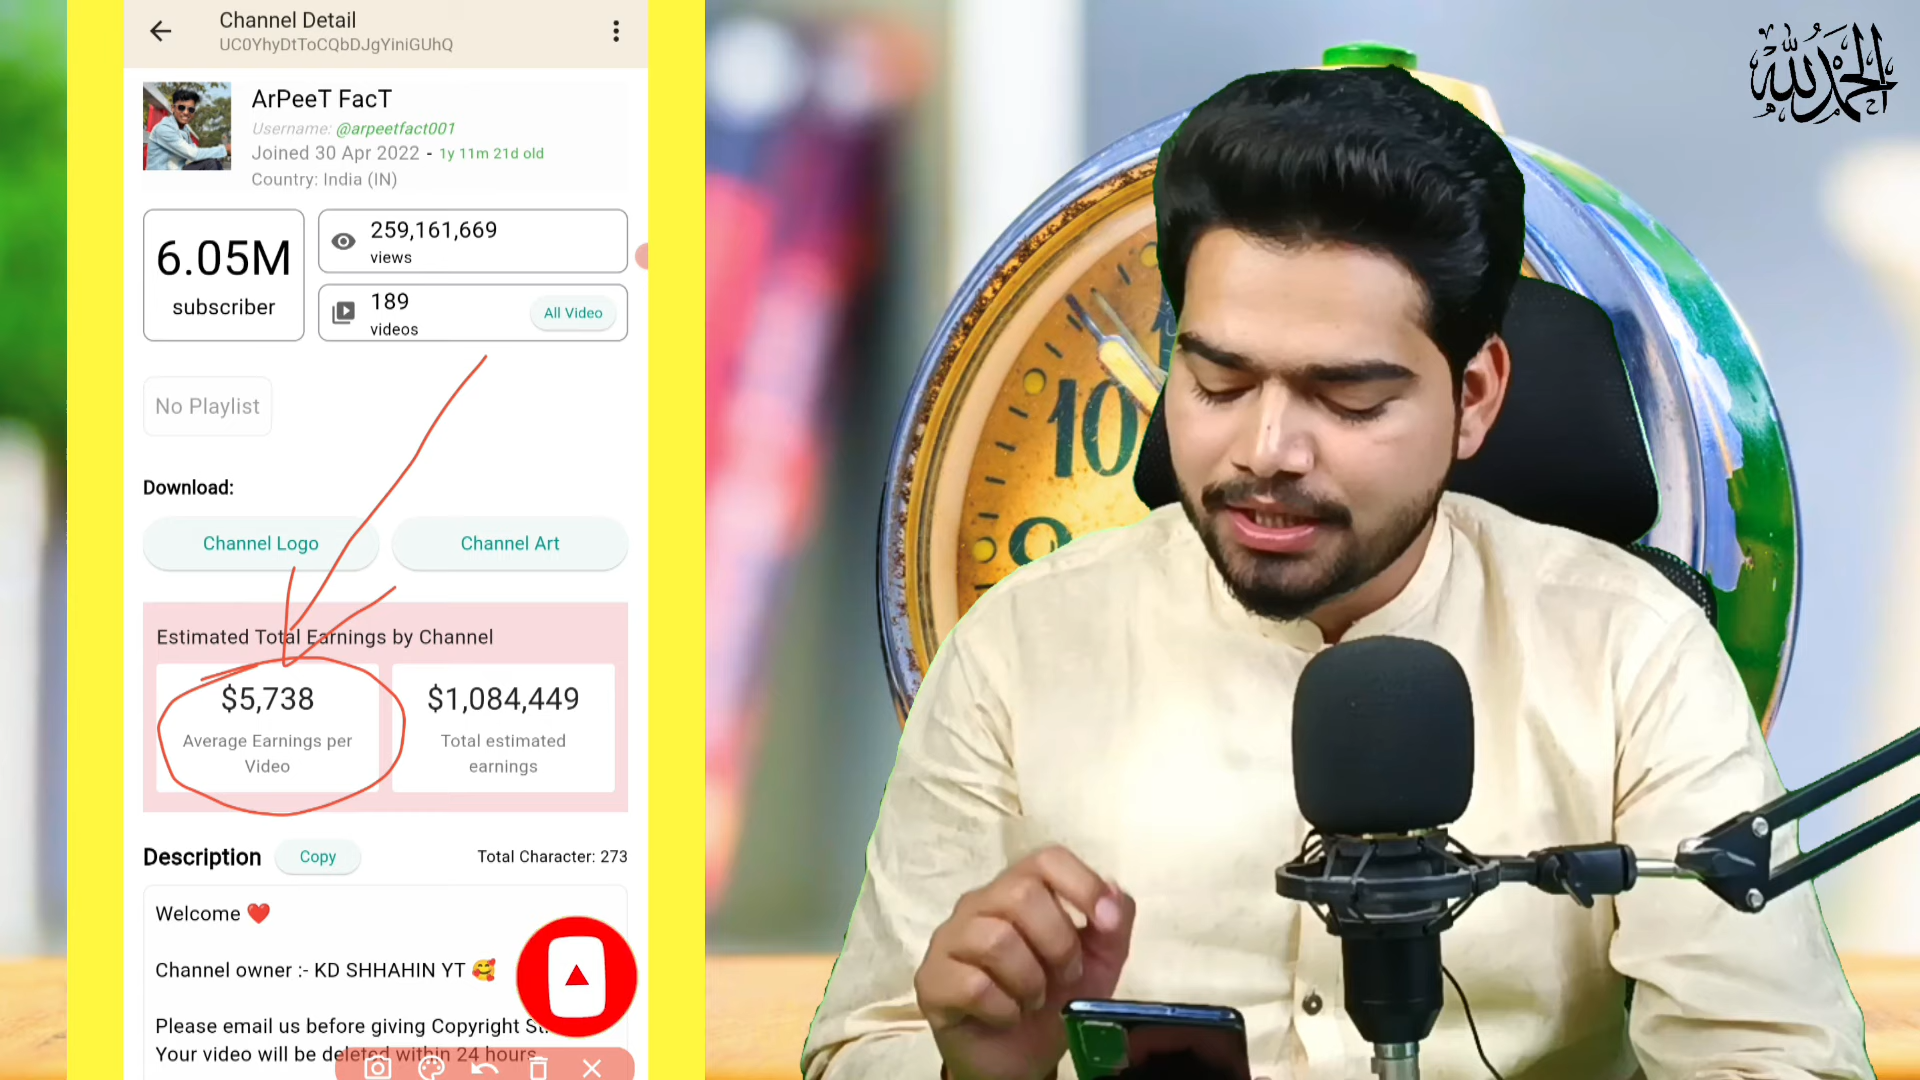 Channel Detail
UC0YhyDtToCQbDJgYiniGUhQ
ArPeeT FacT
Username: @arpeetfact001
Joined 30 Apr 2022 - 1y 11m 21d old
Country: India (IN)
6.05M
subscriber
259,161,669
views
189
videos
All Video
No Playlist
Download:
Channel Logo
Channel Art
Estimated Total Earnings by Channel
$5,738
Average Earnings per
Video
$1,084,449
Total estimated
earnings
Description
Copy
Total Character: 273
Welcome ❤️
Channel owner :- KD SHHAHIN YT 🥰
Please email us before giving Copyright
Your video will be deleted within 24 hours
الحمد لله
10
9